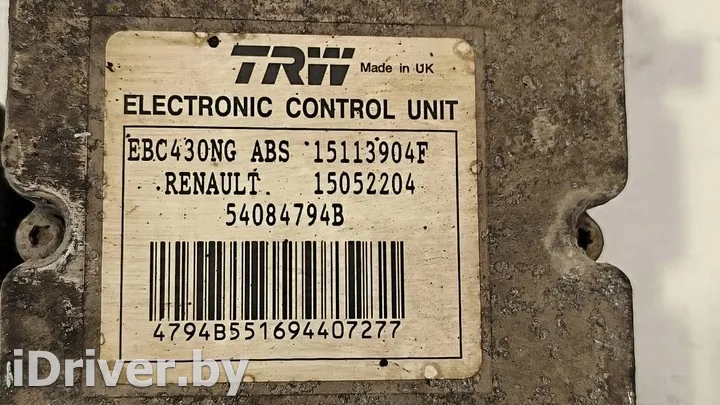 TRW Made in UK
ELECTRONIC CONTROL UNIT
EBC430NG ABS 15113904F
RENAULT. 15052204
54084794B
4794B551694407277
iDriver.by